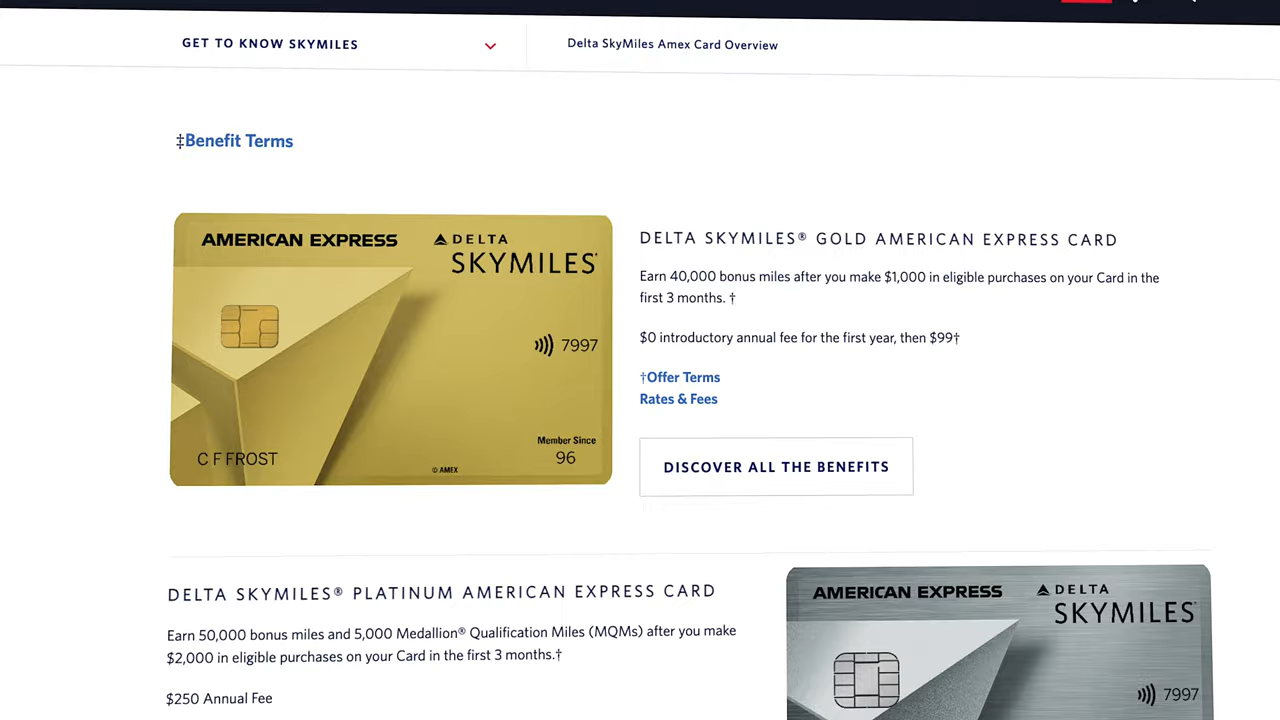 GET TO KNOW SKYMILES
Delta SkyMiles Amex Card Overview
‡Benefit Terms
AMERICAN EXPRESS
DELTA
SKYMILES®
7997
Member Since
96
C F FROST
© AMEX
DELTA SKYMILES® GOLD AMERICAN EXPRESS CARD
Earn 40,000 bonus miles after you make $1,000 in eligible purchases on your Card in the
first 3 months. †
$0 introductory annual fee for the first year, then $99†
†Offer Terms
Rates & Fees
DISCOVER ALL THE BENEFITS
DELTA SKYMILES® PLATINUM AMERICAN EXPRESS CARD
Earn 50,000 bonus miles and 5,000 Medallion® Qualification Miles (MQMs) after you make
$2,000 in eligible purchases on your Card in the first 3 months.†
$250 Annual Fee
AMERICAN EXPRESS
DELTA
SKYMILES®
7997